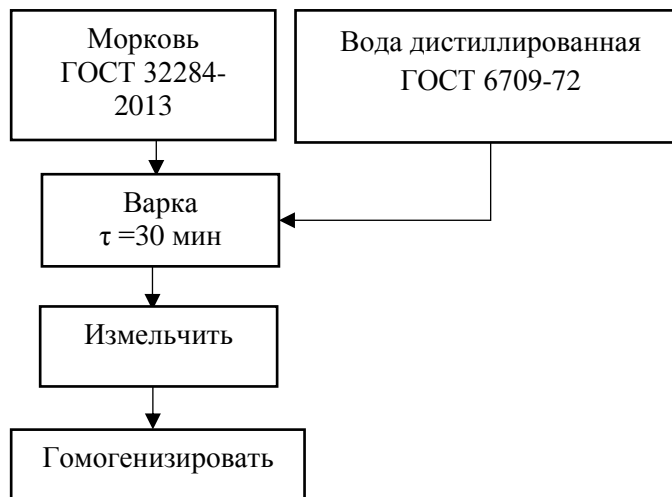 Морковь
ГОСТ 32284-
2013
Вода дистиллированная
ГОСТ 6709-72
Варка
τ =30 мин
Измельчить
Гомогенизировать